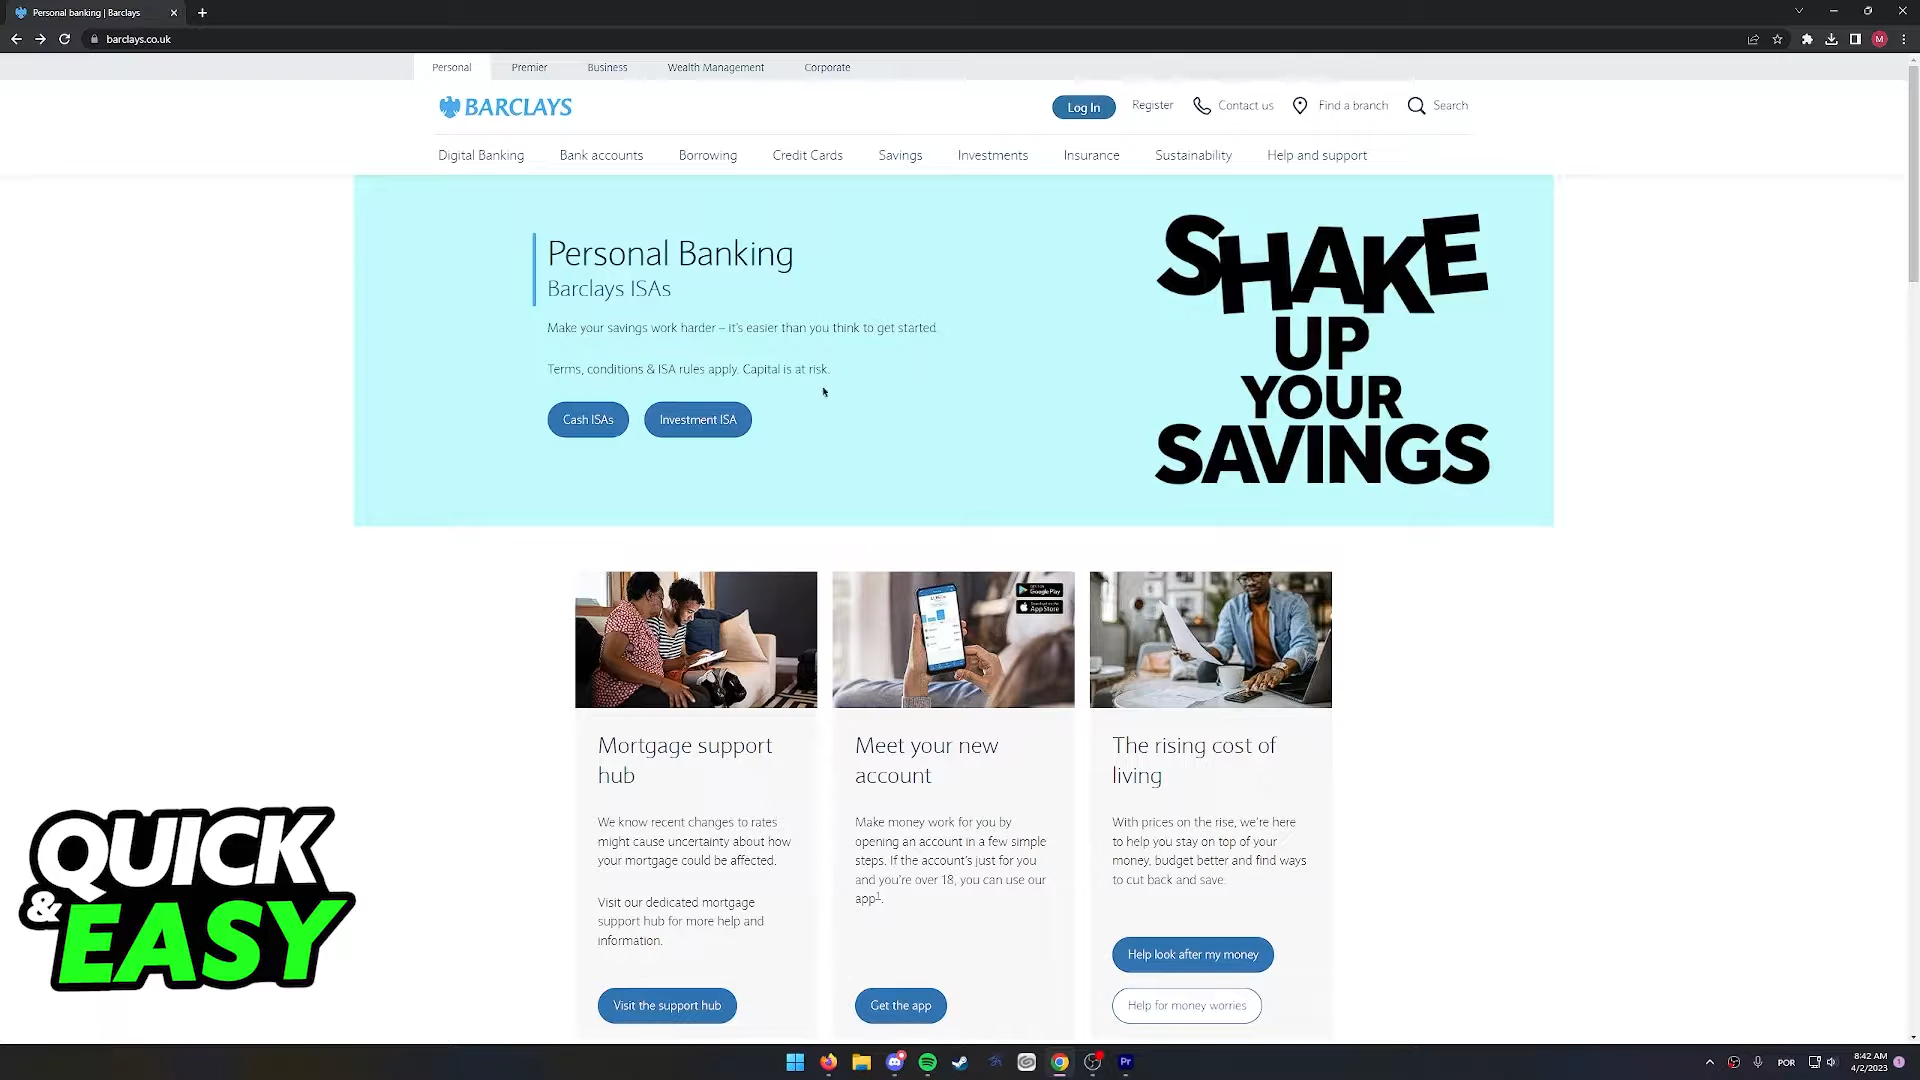 Personal banking | Barclays
barclays.co.uk
M
Personal
Premier
Business
Wealth Management
Corporate
BARCLAYS
Log In
Register
Contact us
Find a branch
Search
Digital Banking
Bank accounts
Borrowing
Credit Cards
Savings
Investments
Insurance
Sustainability
Help and support
Personal Banking
Barclays ISAs
Make your savings work harder – it's easier than you think to get started.
Terms, conditions & ISA rules apply. Capital is at risk.
Cash ISAs
Investment ISA
SHAKE
UP
YOUR
SAVINGS
Google Play
App Store
Mortgage support
hub
We know recent changes to rates
might cause uncertainty about how
your mortgage could be affected.
Visit our dedicated mortgage
support hub for more help and
information.
Visit the support hub
Meet your new
account
Make money work for you by
opening an account in a few simple
steps. If the account's just for you
and you're over 18, you can use our
app¹.
Get the app
The rising cost of
living
With prices on the rise, we're here
to help you stay on top of your
money, budget better and find ways
to cut back and save.
Help look after my money
Help for money worries
QUICK
& EASY
Pr
POR
8:42 AM
4/2/2023
1